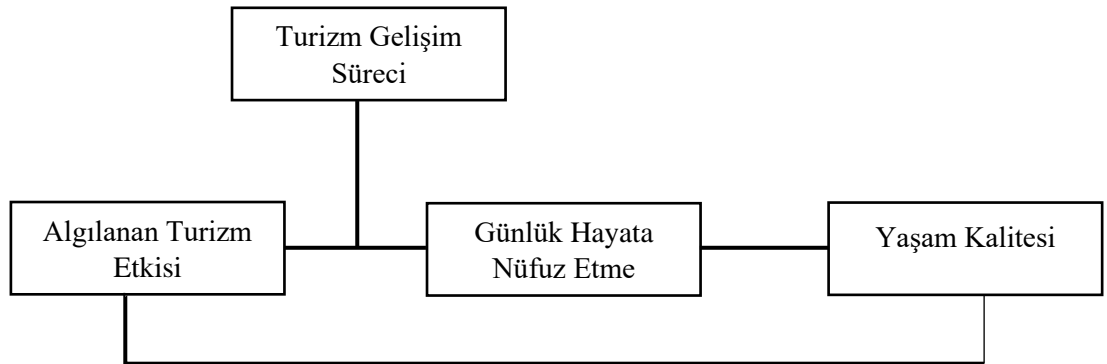 Turizm Gelişim
Süreci
Algılanan Turizm
Etkisi
Günlük Hayata
Nüfuz Etme
Yaşam Kalitesi